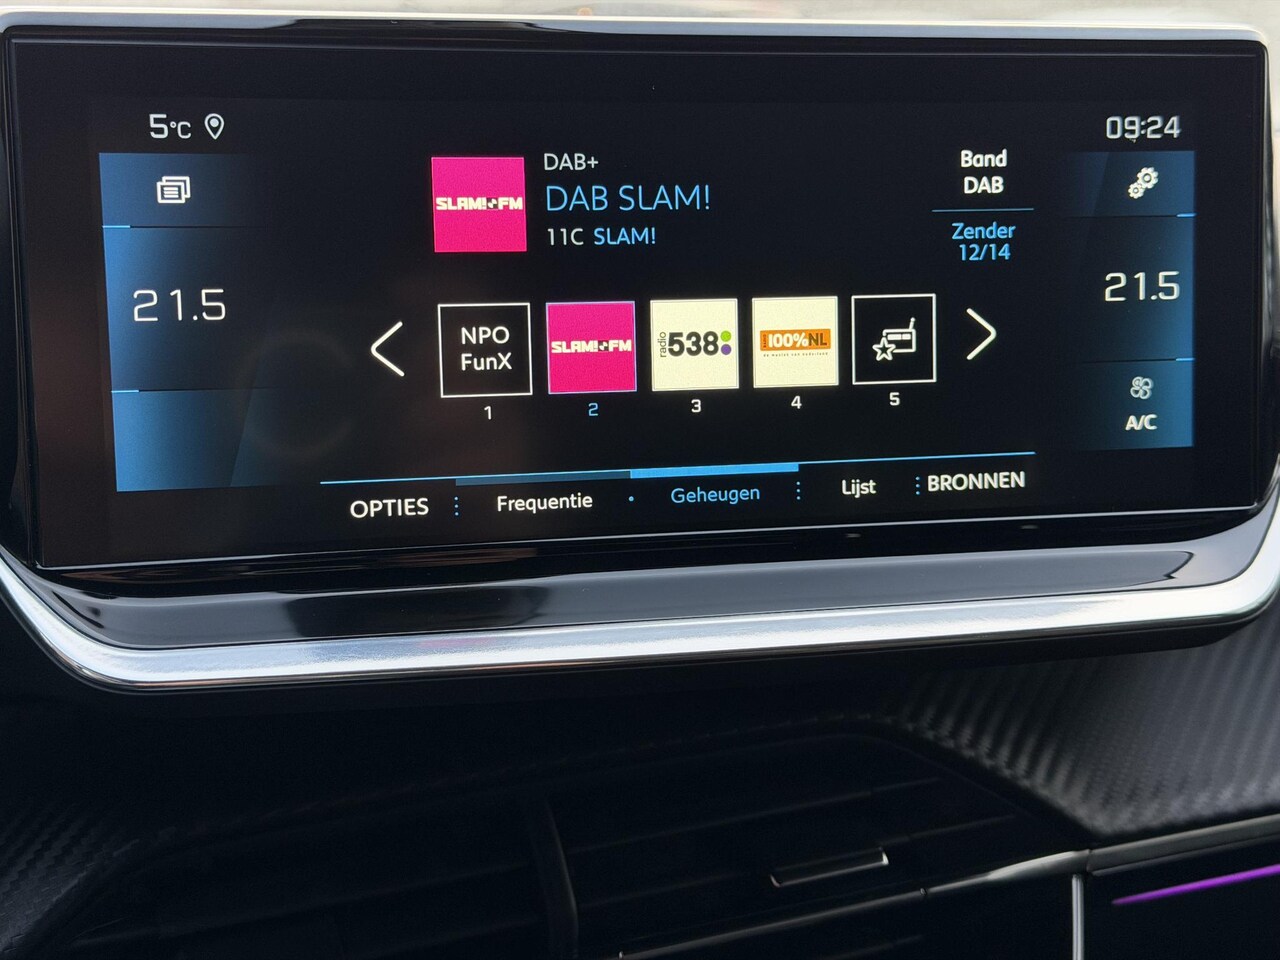 5°C
09:24
SLAM!FM
DAB+
DAB SLAM!
11C SLAM!
Band
DAB
Zender
12/14
21.5
21.5
NPO
FunX
SLAM!FM
radio
538
100%NL
1
2
3
4
5
A/C
OPTIES
Frequentie
Geheugen
Lijst
BRONNEN